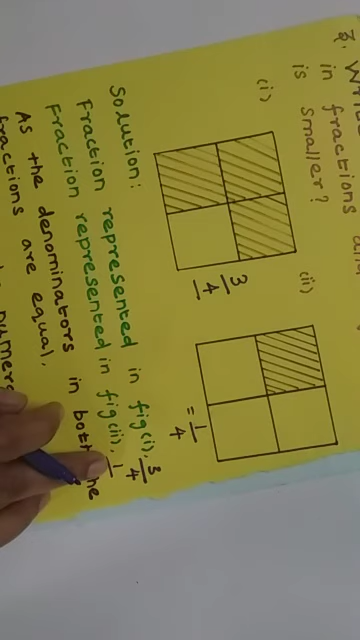 in fractions
is smaller?
(i)
(ii)
3/4
= 1/4
Solution:
Fraction represented in fig(i), 3/4
Fraction represented in fig(ii), 1
As the denominators in both the
fractions are equal,